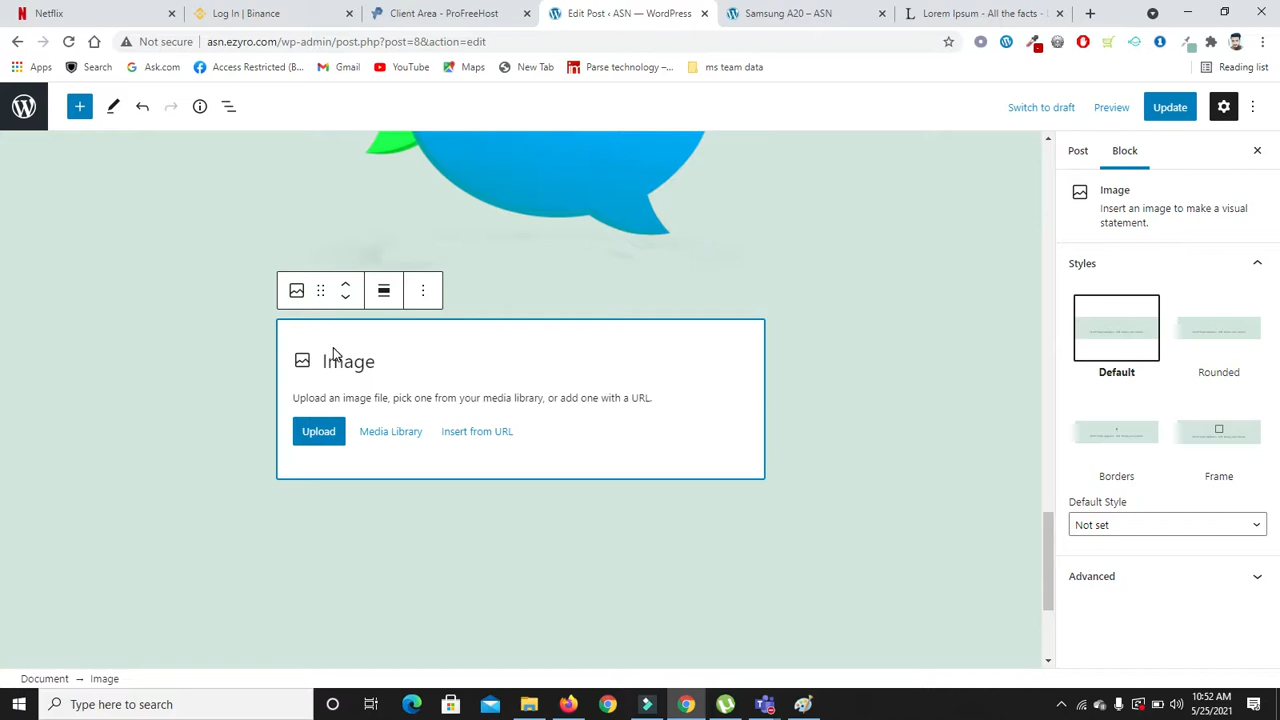 Netflix
Log In | Binance
Client Area - ProFreeHost
Edit Post ‹ ASN — WordPress
Samsung A20 – ASN
Lorem Ipsum - All the facts -
Not secure
asn.ezyro.com/wp-admin/post.php?post=8&action=edit
Apps
Search
Ask.com
Access Restricted (B...
Gmail
YouTube
Maps
New Tab
Parse technology –...
ms team data
Reading list
Switch to draft
Preview
Update
Post
Block
Image
Insert an image to make a visual
statement.
Styles
Default
Rounded
Borders
Frame
Default Style
Not set
Advanced
Image
Upload an image file, pick one from your media library, or add one with a URL.
Upload
Media Library
Insert from URL
Document → Image
Type here to search
10:52 AM
5/25/2021